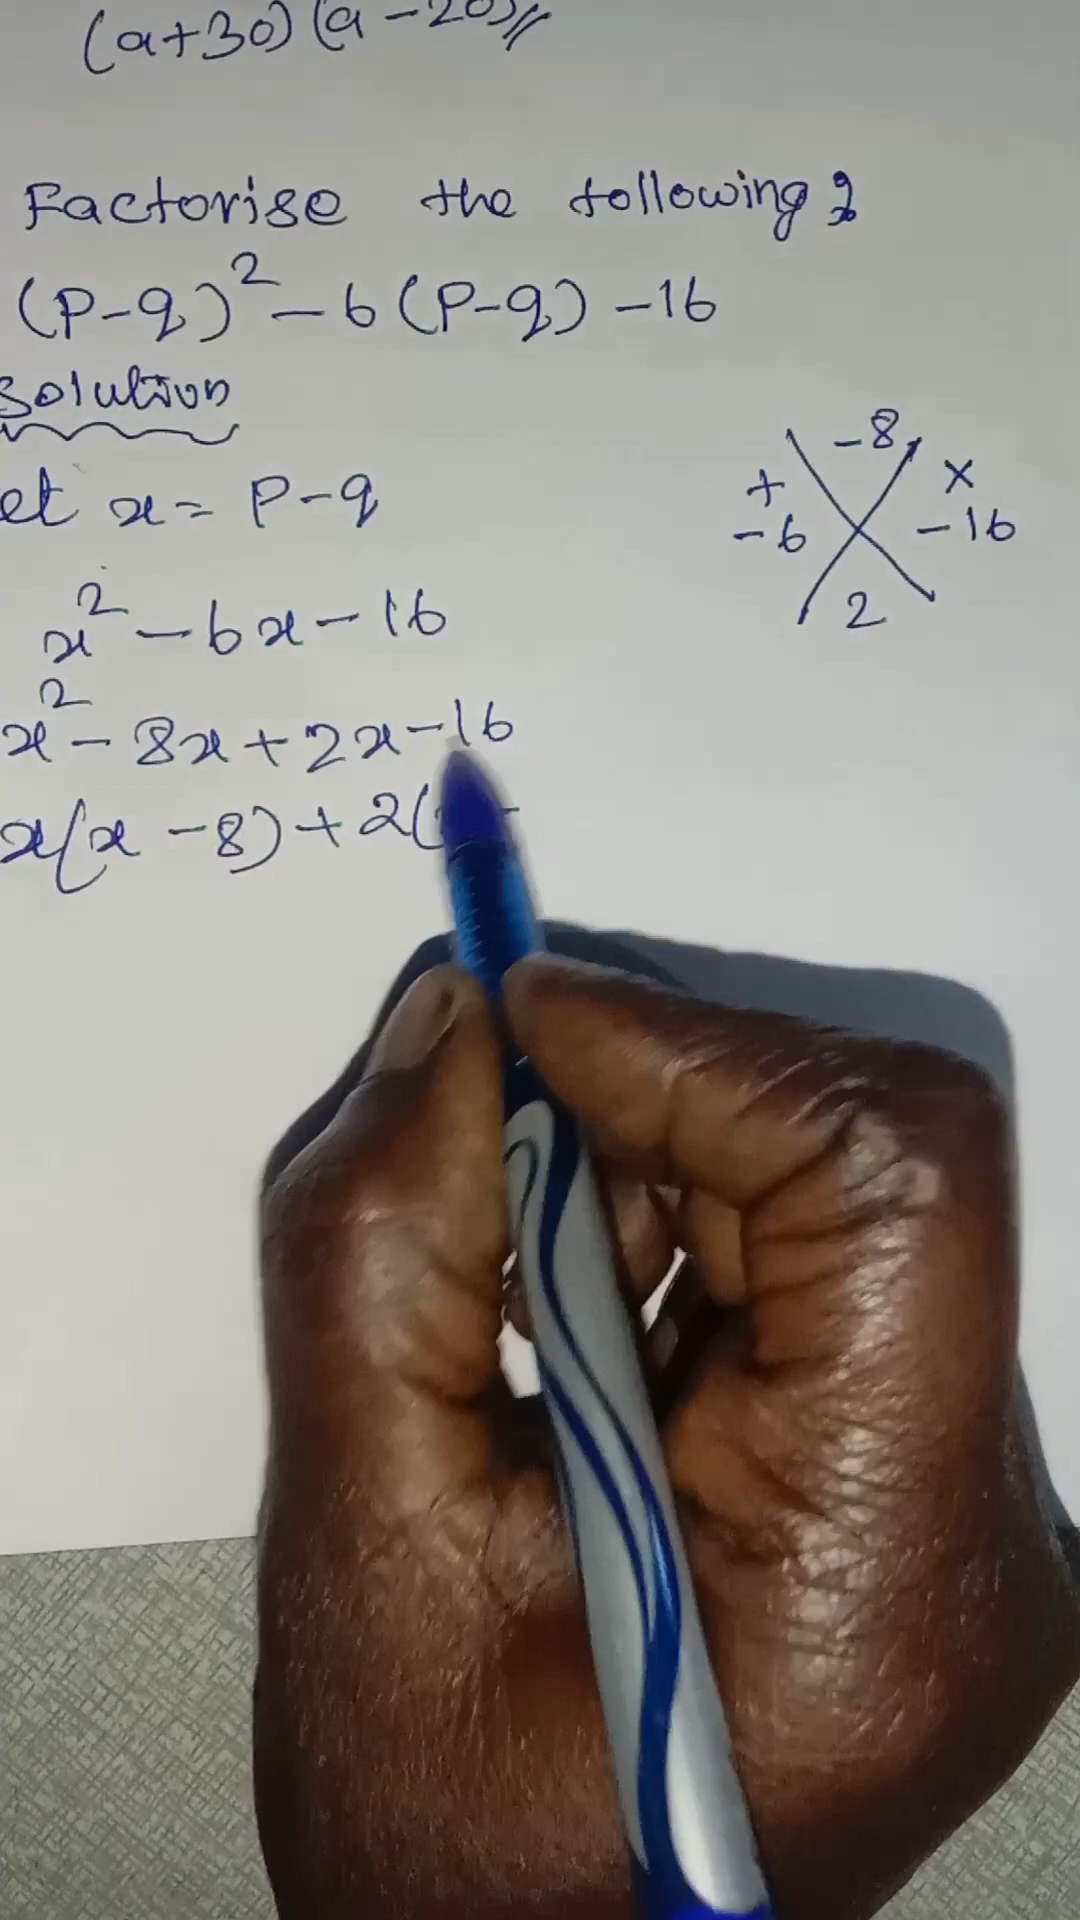 (a+30)(a-20)//
Factorise the following:
(P-q)² - 6(P-q) - 16
Solution
et x = P-q
x² - 6x - 16
x² - 8x + 2x - 16
x(x - 8) + 2(
-8
+ ×
-6 -16
2